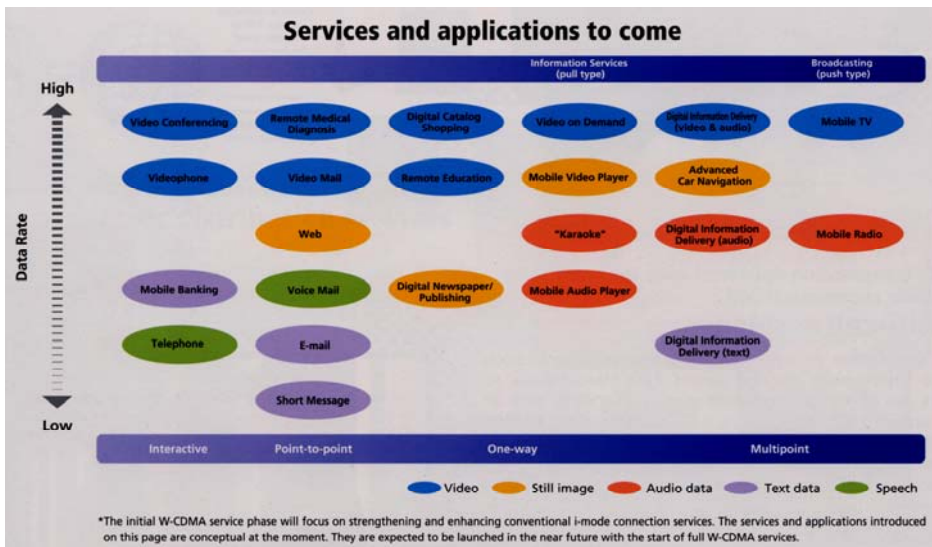 Services and applications to come
Information Services
(pull type)
Broadcasting
(push type)
High
Data Rate
Low
Video Conferencing
Remote Medical
Diagnosis
Digital Catalog
Shopping
Video on Demand
Digital Information Delivery
(video & audio)
Mobile TV
Videophone
Video Mail
Remote Education
Mobile Video Player
Advanced
Car Navigation
Web
"Karaoke"
Digital Information
Delivery (audio)
Mobile Radio
Mobile Banking
Voice Mail
Digital Newspaper/
Publishing
Mobile Audio Player
Telephone
E-mail
Digital Information
Delivery (text)
Short Message
Interactive
Point-to-point
One-way
Multipoint
Video
Still image
Audio data
Text data
Speech
*The initial W-CDMA service phase will focus on strengthening and enhancing conventional i-mode connection services. The services and applications introduced
on this page are conceptual at the moment. They are expected to be launched in the near future with the start of full W-CDMA services.